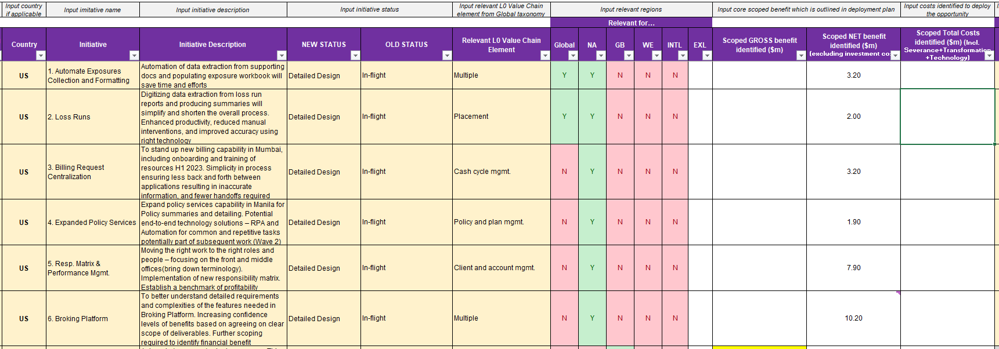 Input country
if applicable
Input imitative name
Input initiative description
Input initiative status
Input relevant L0 Value Chain
element from Global taxonomy
Input relevant regions
Input core scoped benefit which is outlined in deployment plan
Input costs identified to deploy
the opportunity
Relevant for...
Country
Initiative
Initiative Description
NEW STATUS
OLD STATUS
Relevant L0 Value Chain
Element
Global
NA
GB
WE
INTL
EXL
Scoped GROSS benefit
identified ($m)
Scoped NET benefit
identified ($m)
(excluding investment co
Scoped Total Costs
identified ($m) (Incl.
Severance+Transformation
+Technology)
US
1. Automate Exposures
Collection and Formatting
Automation of data extraction from supporting
docs and populating exposure workbook will
save time and efforts
Detailed Design
In-flight
Multiple
Y
Y
N
N
N
3.20
US
2. Loss Runs
Digitizing data extraction from loss run
reports and producing summaries will
simplify and shorten the overall process.
Enhanced productivity, reduced manual
interventions, and improved accuracy using
right technology
Detailed Design
In-flight
Placement
Y
Y
N
N
N
2.00
US
3. Billing Request
Centralization
To stand up new billing capability in Mumbai,
including onboarding and training of
resources H1 2023. Simplicity in process
ensuring less back and forth between
applications resulting in inaccurate
information, and fewer handoffs required
Detailed Design
In-flight
Cash cycle mgmt.
N
Y
N
N
N
3.20
US
4. Expanded Policy Services
Expand policy services capability in Manila for
Policy summaries and detailing. Potential
end-to-end technology solutions – RPA and
Automation for common and repetitive tasks
potentially part of subsequent work (Wave 2)
Detailed Design
In-flight
Policy and plan mgmt.
N
Y
N
N
N
1.90
US
5. Resp. Matrix &
Performance Mgmt.
Moving the right work to the right roles and
people – focusing on the front and middle
offices(bring down terminology).
Implementation of new responsibility matrix.
Establish a benchmark of profitability
Detailed Design
In-flight
Client and account mgmt.
N
Y
N
N
N
7.90
US
6. Broking Platform
To better understand detailed requirements
and complexities of the features needed in
Broking Platform. Increasing confidence
levels of benefits based on agreeing on clear
scope of deliverables. Further scoping
required to identify financial benefit
Detailed Design
In-flight
Multiple
N
Y
N
N
N
10.20